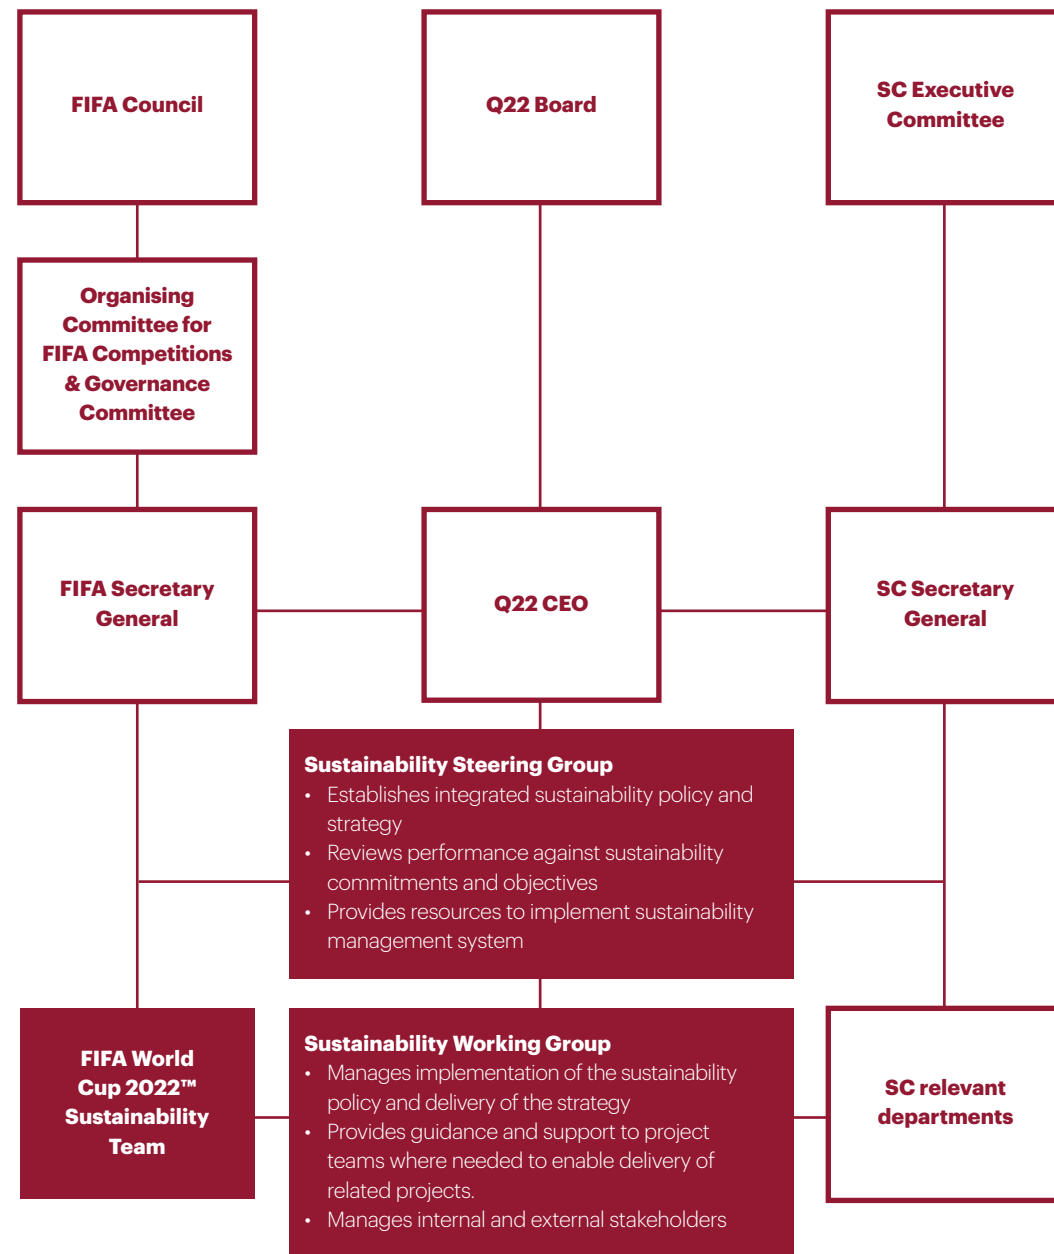 FIFA Council
Q22 Board
SC Executive
Committee
Organising
Committee for
FIFA Competitions
& Governance
Committee
FIFA Secretary
General
Q22 CEO
SC Secretary
General
Sustainability Steering Group
• Establishes integrated sustainability policy and
strategy
• Reviews performance against sustainability
commitments and objectives
• Provides resources to implement sustainability
management system
FIFA World
Cup 2022™
Sustainability
Team
Sustainability Working Group
• Manages implementation of the sustainability
policy and delivery of the strategy
• Provides guidance and support to project
teams where needed to enable delivery of
related projects.
• Manages internal and external stakeholders
SC relevant
departments